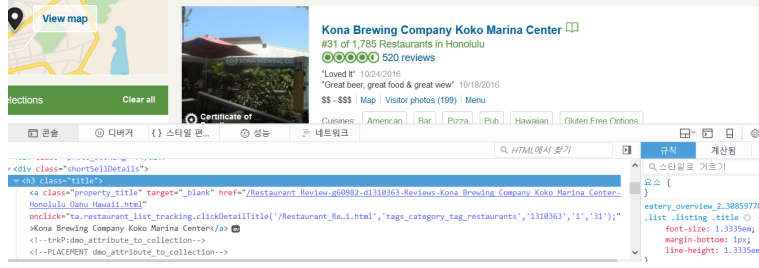 View map
Kona Brewing Company Koko Marina Center
#31 of 1,785 Restaurants in Honolulu
520 reviews
"Loved It" 10/24/2016
"Great beer, great food & great view" 10/18/2016
$$ - $$$ | Map | Visitor photos (199) | Menu
KONA BREWING CO.
elections Clear all
Certificate of
Cuisines: American Bar Pizza Pub Hawaiian Gluten Free Options
콘솔 디버거 { } 스타일 편... 성능 네트워크
HTML에서 찾기 규칙 계산됨
<div class="shortSellDetails"> 스타일로 거르기
<h3 class="title"> 요소 {
<a class="property_title" target="_blank" href="/Restaurant_Review-g60982-d1310363-Reviews-Kona_Brewing_Company_Koko_Marina_Center- }
Honolulu_Oahu_Hawaii.html" eatery_overview_2…30859778
onclick="ta.restaurant_list_tracking.clickDetailTitle('/Restaurant_Re…i.html','tags_category_tag_restaurants','1310363','1','31');" .list .listing .title {
>Kona Brewing Company Koko Marina Center</a> ev font-size: 1.3335em;
<!--trkP:dmo_attribute_to_collection--> margin-bottom: 1px;
<!--PLACEMENT dmo_attribute_to_collection--> line-height: 1.3335em;